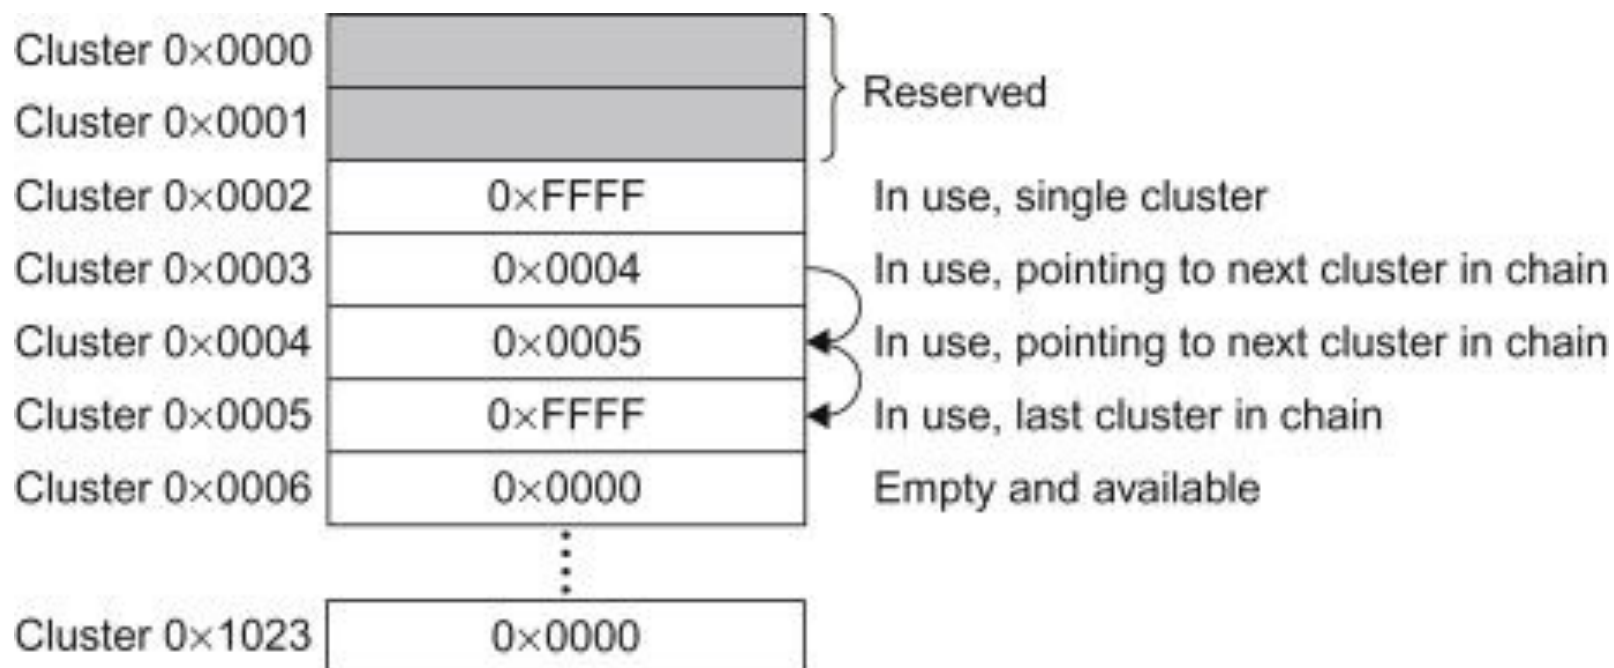 Cluster 0×0000
Cluster 0×0001
Reserved
Cluster 0×0002 0×FFFF In use, single cluster
Cluster 0×0003 0×0004 In use, pointing to next cluster in chain
Cluster 0×0004 0×0005 In use, pointing to next cluster in chain
Cluster 0×0005 0×FFFF In use, last cluster in chain
Cluster 0×0006 0×0000 Empty and available
Cluster 0×1023 0×0000